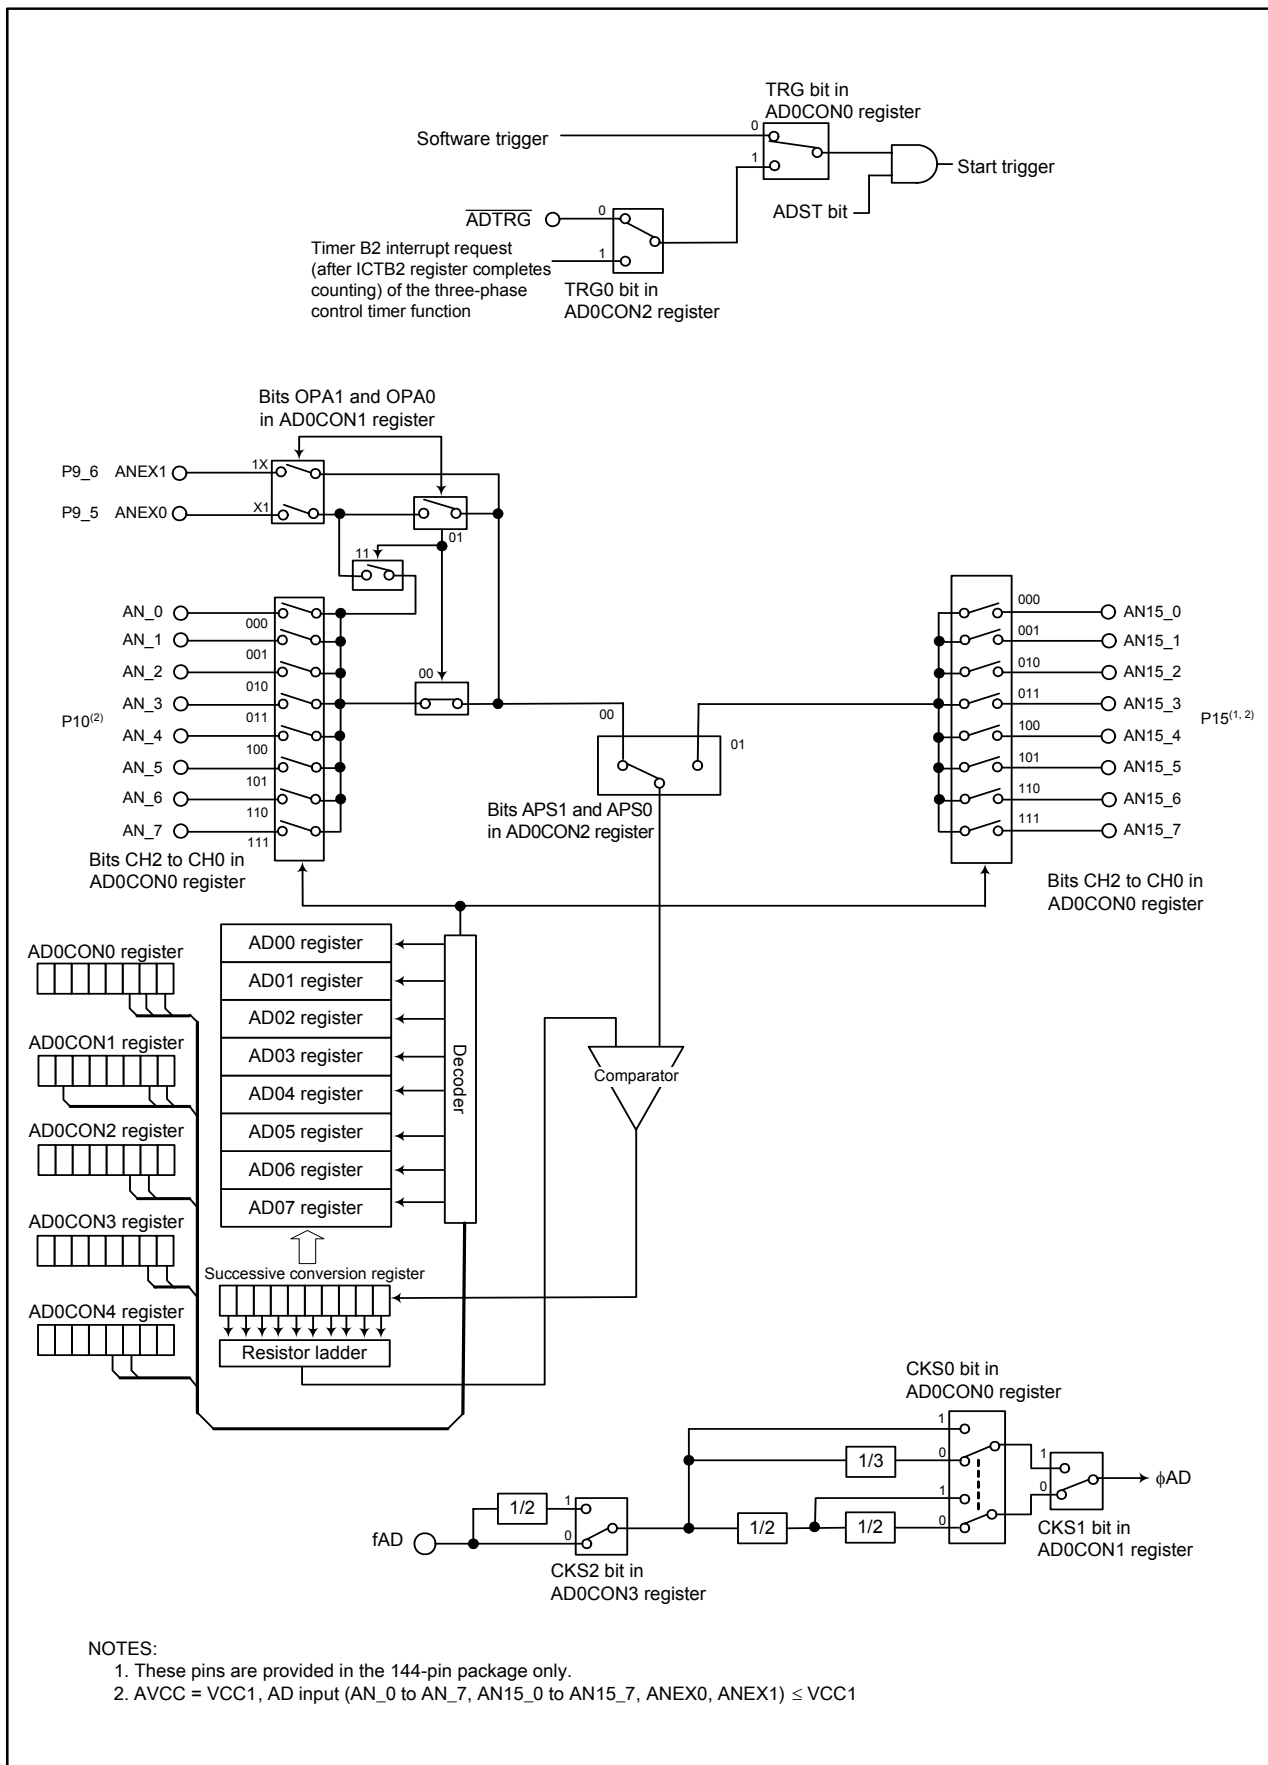 TRG bit in
AD0CON0 register
0
Software trigger
1
Start trigger
ADST bit
ADTRG
0
Timer B2 interrupt request
(after ICTB2 register completes
counting) of the three-phase
control timer function
1
TRG0 bit in
AD0CON2 register
Bits OPA1 and OPA0
in AD0CON1 register
P9_6 ANEX1
1X
P9_5 ANEX0
X1
01
11
00
AN_0
000
AN_1
001
AN_2
010
AN_3
011
P10(2)
AN_4
100
AN_5
101
AN_6
110
AN_7
111
Bits CH2 to CH0 in
AD0CON0 register
00
01
Bits APS1 and APS0
in AD0CON2 register
000
AN15_0
001
AN15_1
010
AN15_2
011
AN15_3
P15(1, 2)
100
AN15_4
101
AN15_5
110
AN15_6
111
AN15_7
Bits CH2 to CH0 in
AD0CON0 register
AD0CON0 register
AD0CON1 register
AD0CON2 register
AD0CON3 register
AD0CON4 register
AD00 register
AD01 register
AD02 register
AD03 register
AD04 register
AD05 register
AD06 register
AD07 register
Decoder
Comparator
Successive conversion register
Resistor ladder
CKS0 bit in
AD0CON0 register
1
0
1/3
1
0
1
0
φAD
CKS1 bit in
AD0CON1 register
fAD
1/2
1
0
1/2
1/2
CKS2 bit in
AD0CON3 register
NOTES:
1. These pins are provided in the 144-pin package only.
2. AVCC = VCC1, AD input (AN_0 to AN_7, AN15_0 to AN15_7, ANEX0, ANEX1) ≤ VCC1